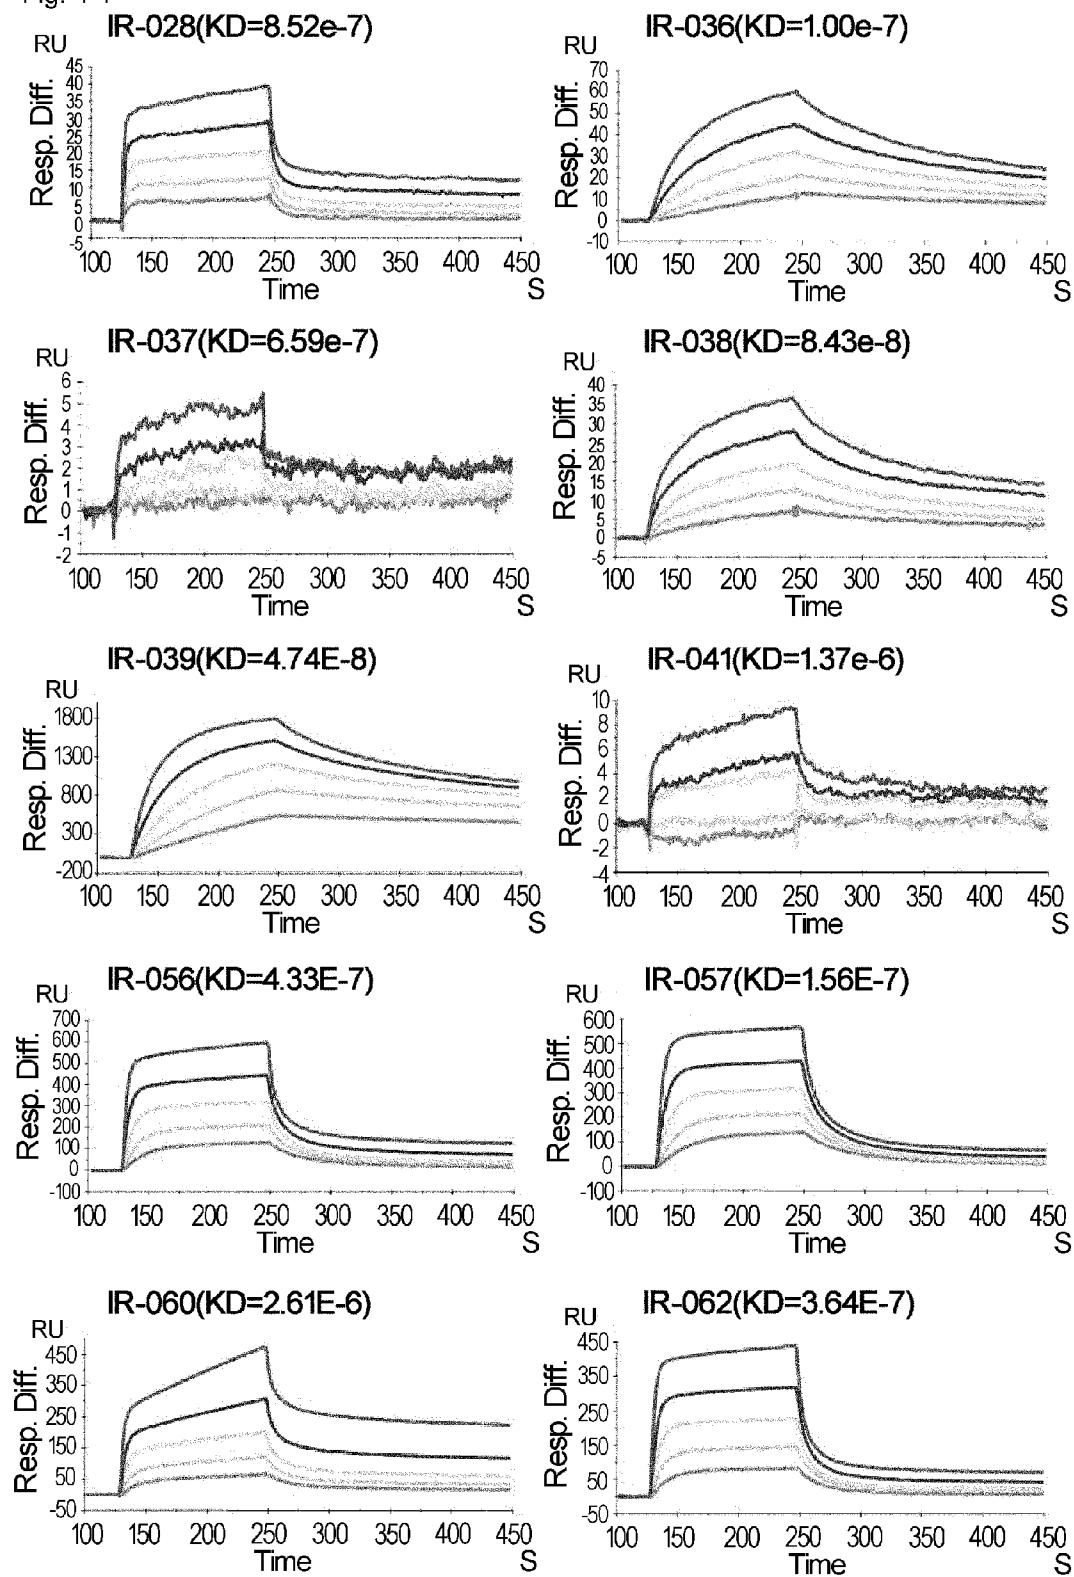 IR-028(KD=8.52e-7)
RU
Resp. Diff.
45
40
35
30
25
20
15
10
5
0
-5
100 150 200 250 300 350 400 450
Time
S
IR-036(KD=1.00e-7)
RU
Resp. Diff.
70
60
50
40
30
20
10
0
-10
100 150 200 250 300 350 400 450
Time
S
IR-037(KD=6.59e-7)
RU
Resp. Diff.
6
5
4
3
2
1
0
-1
-2
100 150 200 250 300 350 400 450
Time
S
IR-038(KD=8.43e-8)
RU
Resp. Diff.
40
35
30
25
20
15
10
5
0
-5
100 150 200 250 300 350 400 450
Time
S
IR-039(KD=4.74E-8)
RU
Resp. Diff.
1800
1300
800
300
-200
100 150 200 250 300 350 400 450
Time
S
IR-041(KD=1.37e-6)
RU
Resp. Diff.
10
8
6
4
2
0
-2
-4
100 150 200 250 300 350 400 450
Time
S
IR-056(KD=4.33E-7)
RU
Resp. Diff.
700
600
500
400
300
200
100
0
-100
100 150 200 250 300 350 400 450
Time
S
IR-057(KD=1.56E-7)
RU
Resp. Diff.
600
500
400
300
200
100
0
-100
100 150 200 250 300 350 400 450
Time
S
IR-060(KD=2.61E-6)
RU
Resp. Diff.
450
350
250
150
50
-50
100 150 200 250 300 350 400 450
Time
S
IR-062(KD=3.64E-7)
RU
Resp. Diff.
450
350
250
150
50
-50
100 150 200 250 300 350 400 450
Time
S